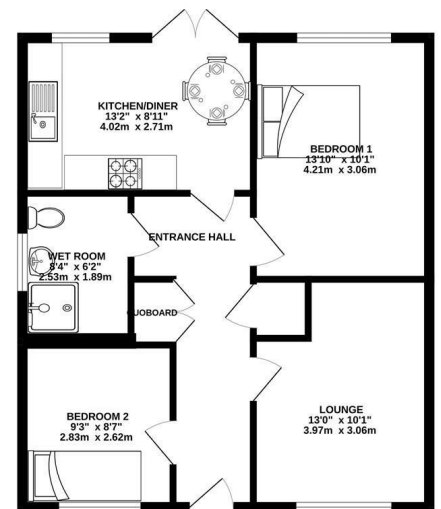 KITCHEN/DINER
13'2" x 8'11"
4.02m x 2.71m
BEDROOM 1
13'10" x 10'1"
4.21m x 3.06m
ENTRANCE HALL
WET ROOM
8'4" x 6'2"
2.53m x 1.89m
CUOBOARD
LOUNGE
13'0" x 10'1"
3.97m x 3.06m
BEDROOM 2
9'3" x 8'7"
2.83m x 2.62m